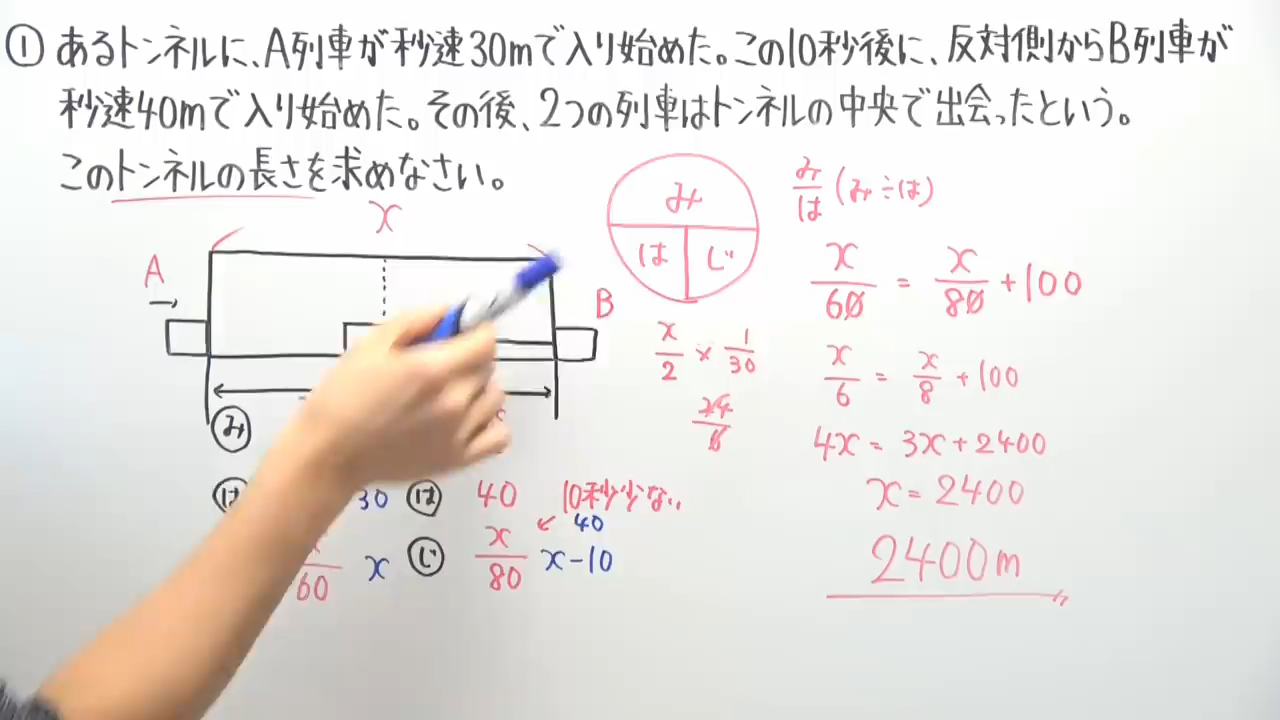 ① あるトンネルに、A列車が秒速30mで入り始めた。この10秒後に、反対側からB列車が
秒速40mで入り始めた。その後、2つの列車はトンネルの中央で出会ったという。
このトンネルの長さを求めなさい。
x
A
B
み
は
じ
み/は (み÷は)
x/60 = x/80 + 100
x/2 × 1/30
x/6 = x/8 + 100
24/6
4x = 3x + 2400
x = 2400
2400m
み
は 30
は 40 10秒少ない
x/60 x
じ x/80 x-10
40